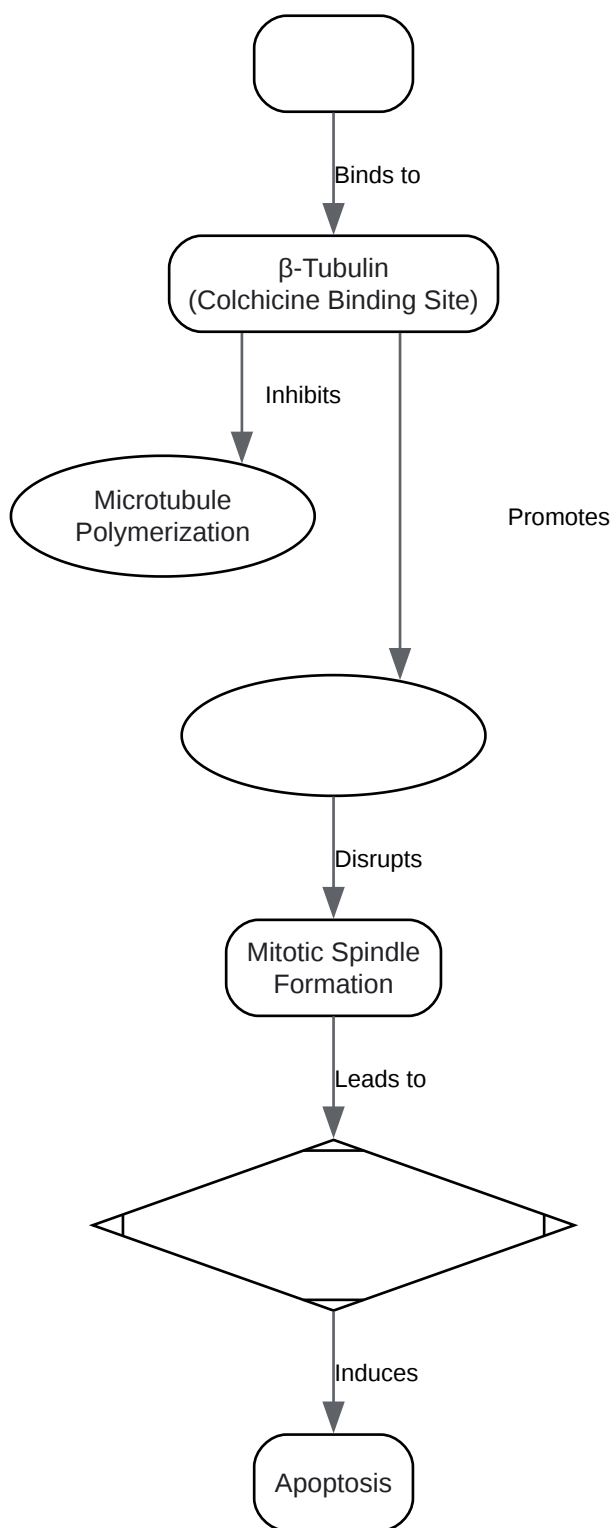 Binds to
β-Tubulin
(Colchicine Binding Site)
Inhibits
Microtubule
Polymerization
Promotes
Disrupts
Mitotic Spindle
Formation
Leads to
Induces
Apoptosis